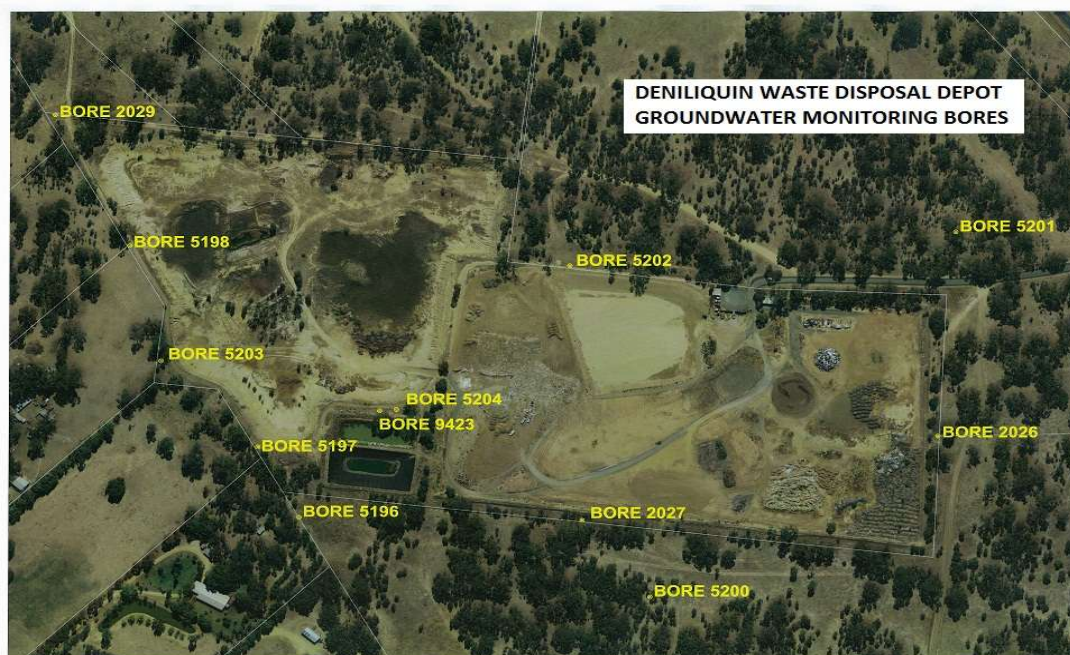 DENILIQUIN WASTE DISPOSAL DEPOT
GROUNDWATER MONITORING BORES
BORE 2029
BORE 5201
BORE 5198
BORE 5202
BORE 5203
BORE 5204
BORE 9423
BORE 2026
BORE 5197
BORE 5196
BORE 2027
BORE 5200